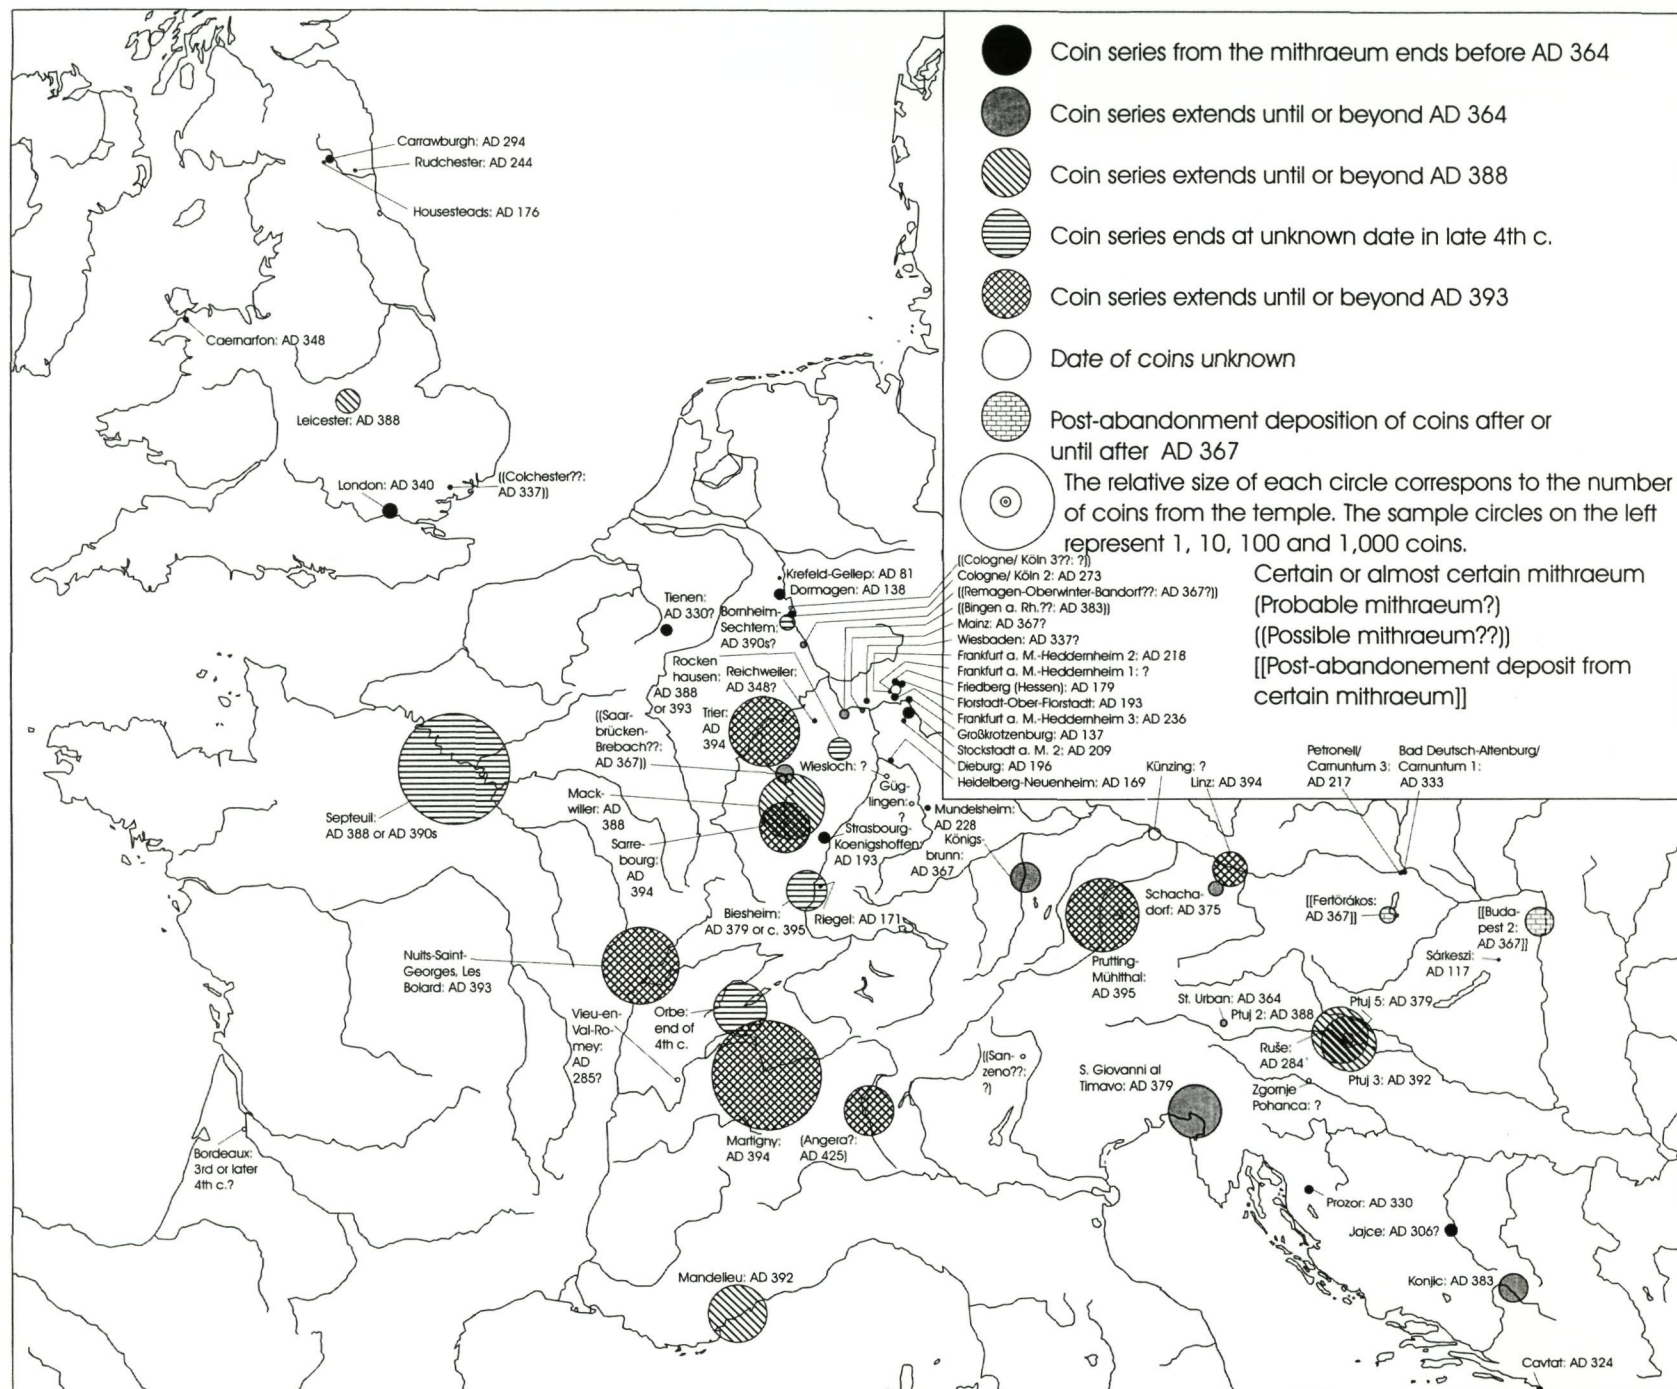 Coin series from the mithraeum ends before AD 364
Coin series extends until or beyond AD 364
Coin series extends until or beyond AD 388
Coin series ends at unknown date in late 4th c.
Coin series extends until or beyond AD 393
Date of coins unknown
Post-abandonment deposition of coins after or
until after AD 367
The relative size of each circle correspons to the number
of coins from the temple. The sample circles on the left
represent 1, 10, 100 and 1,000 coins.
Certain or almost certain mithraeum
(Probable mithraeum?)
((Possible mithraeum??))
[[Post-abandonement deposit from
certain mithraeum]]
Carrawburgh: AD 294
Rudchester: AD 244
Housesteads: AD 176
Caernarfon: AD 348
Leicester: AD 388
London: AD 340
((Colchester??:
AD 337))
Krefeld-Gellep: AD 81
Dormagen: AD 138
Tienen:
AD 330?
Bornheim-
Sechtem:
AD 390s?
((Cologne/ Köln 3??: ?))
Cologne/ Köln 2: AD 273
((Remagen-Oberwinter-Bandorf??: AD 367?))
((Bingen a. Rh.??: AD 383))
Mainz: AD 367?
Wiesbaden: AD 337?
Frankfurt a. M.-Heddernheim 2: AD 218
Frankfurt a. M.-Heddernheim 1: ?
Friedberg (Hessen): AD 179
Florstadt-Ober-Florstadt: AD 193
Frankfurt a. M.-Heddernheim 3: AD 236
Großkrotzenburg: AD 137
Stockstadt a. M. 2: AD 209
Dieburg: AD 196
Heidelberg-Neuenheim: AD 169
Rocken
hausen:
AD 388
or 393
Reichweiler:
AD 348?
Trier:
AD
394
((Saar-
brücken-
Brebach??:
AD 367))
Wiesloch: ?
Güg-
lingen:
?
Mundelsheim:
AD 228
Künzing: ?
Linz: AD 394
Petronell/
Carnuntum 3:
AD 217
Bad Deutsch-Altenburg/
Carnuntum 1:
AD 333
Septeuil:
AD 388 or AD 390s
Mack-
willer: AD
388
Sarre-
bourg:
AD
394
Strasbourg-
Koenigshoffen:
AD 193
Königs-
brunn:
AD 367
Biesheim:
AD 379 or c. 395
Riegel: AD 171
Schacha-
dorf: AD 375
[[Fertörákos:
AD 367]]
[[Buda-
pest 2:
AD 367]]
Sárkeszi:
AD 117
Nuits-Saint-
Georges, Les
Bolard: AD 393
Prutting-
Mühlthal:
AD 395
Vieu-en-
Val-Ro-
mey:
AD
285?
Orbe:
end of
4th c.
St. Urban: AD 364
Ptuj 2: AD 388
Ptuj 5: AD 379
Ruše:
AD 284
Ptuj 3: AD 392
((San-
zeno??:
?)
S. Giovanni al
Timavo: AD 379
Zgornje
Pohanca: ?
Bordeaux:
3rd or later
4th c.?
Martigny:
AD 394
(Angera?:
AD 425)
Prozor: AD 330
Jajce: AD 306?
Konjic: AD 383
Mandelieu: AD 392
Cavtat: AD 324